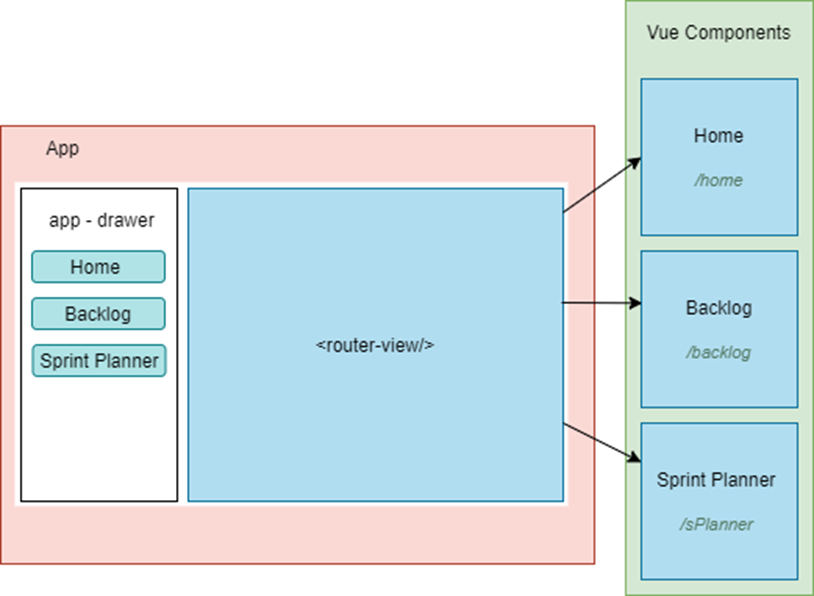 Vue Components
Home
/home
App
app - drawer
Home
Backlog
Sprint Planner
<router-view/>
Backlog
/backlog
Sprint Planner
/sPlanner